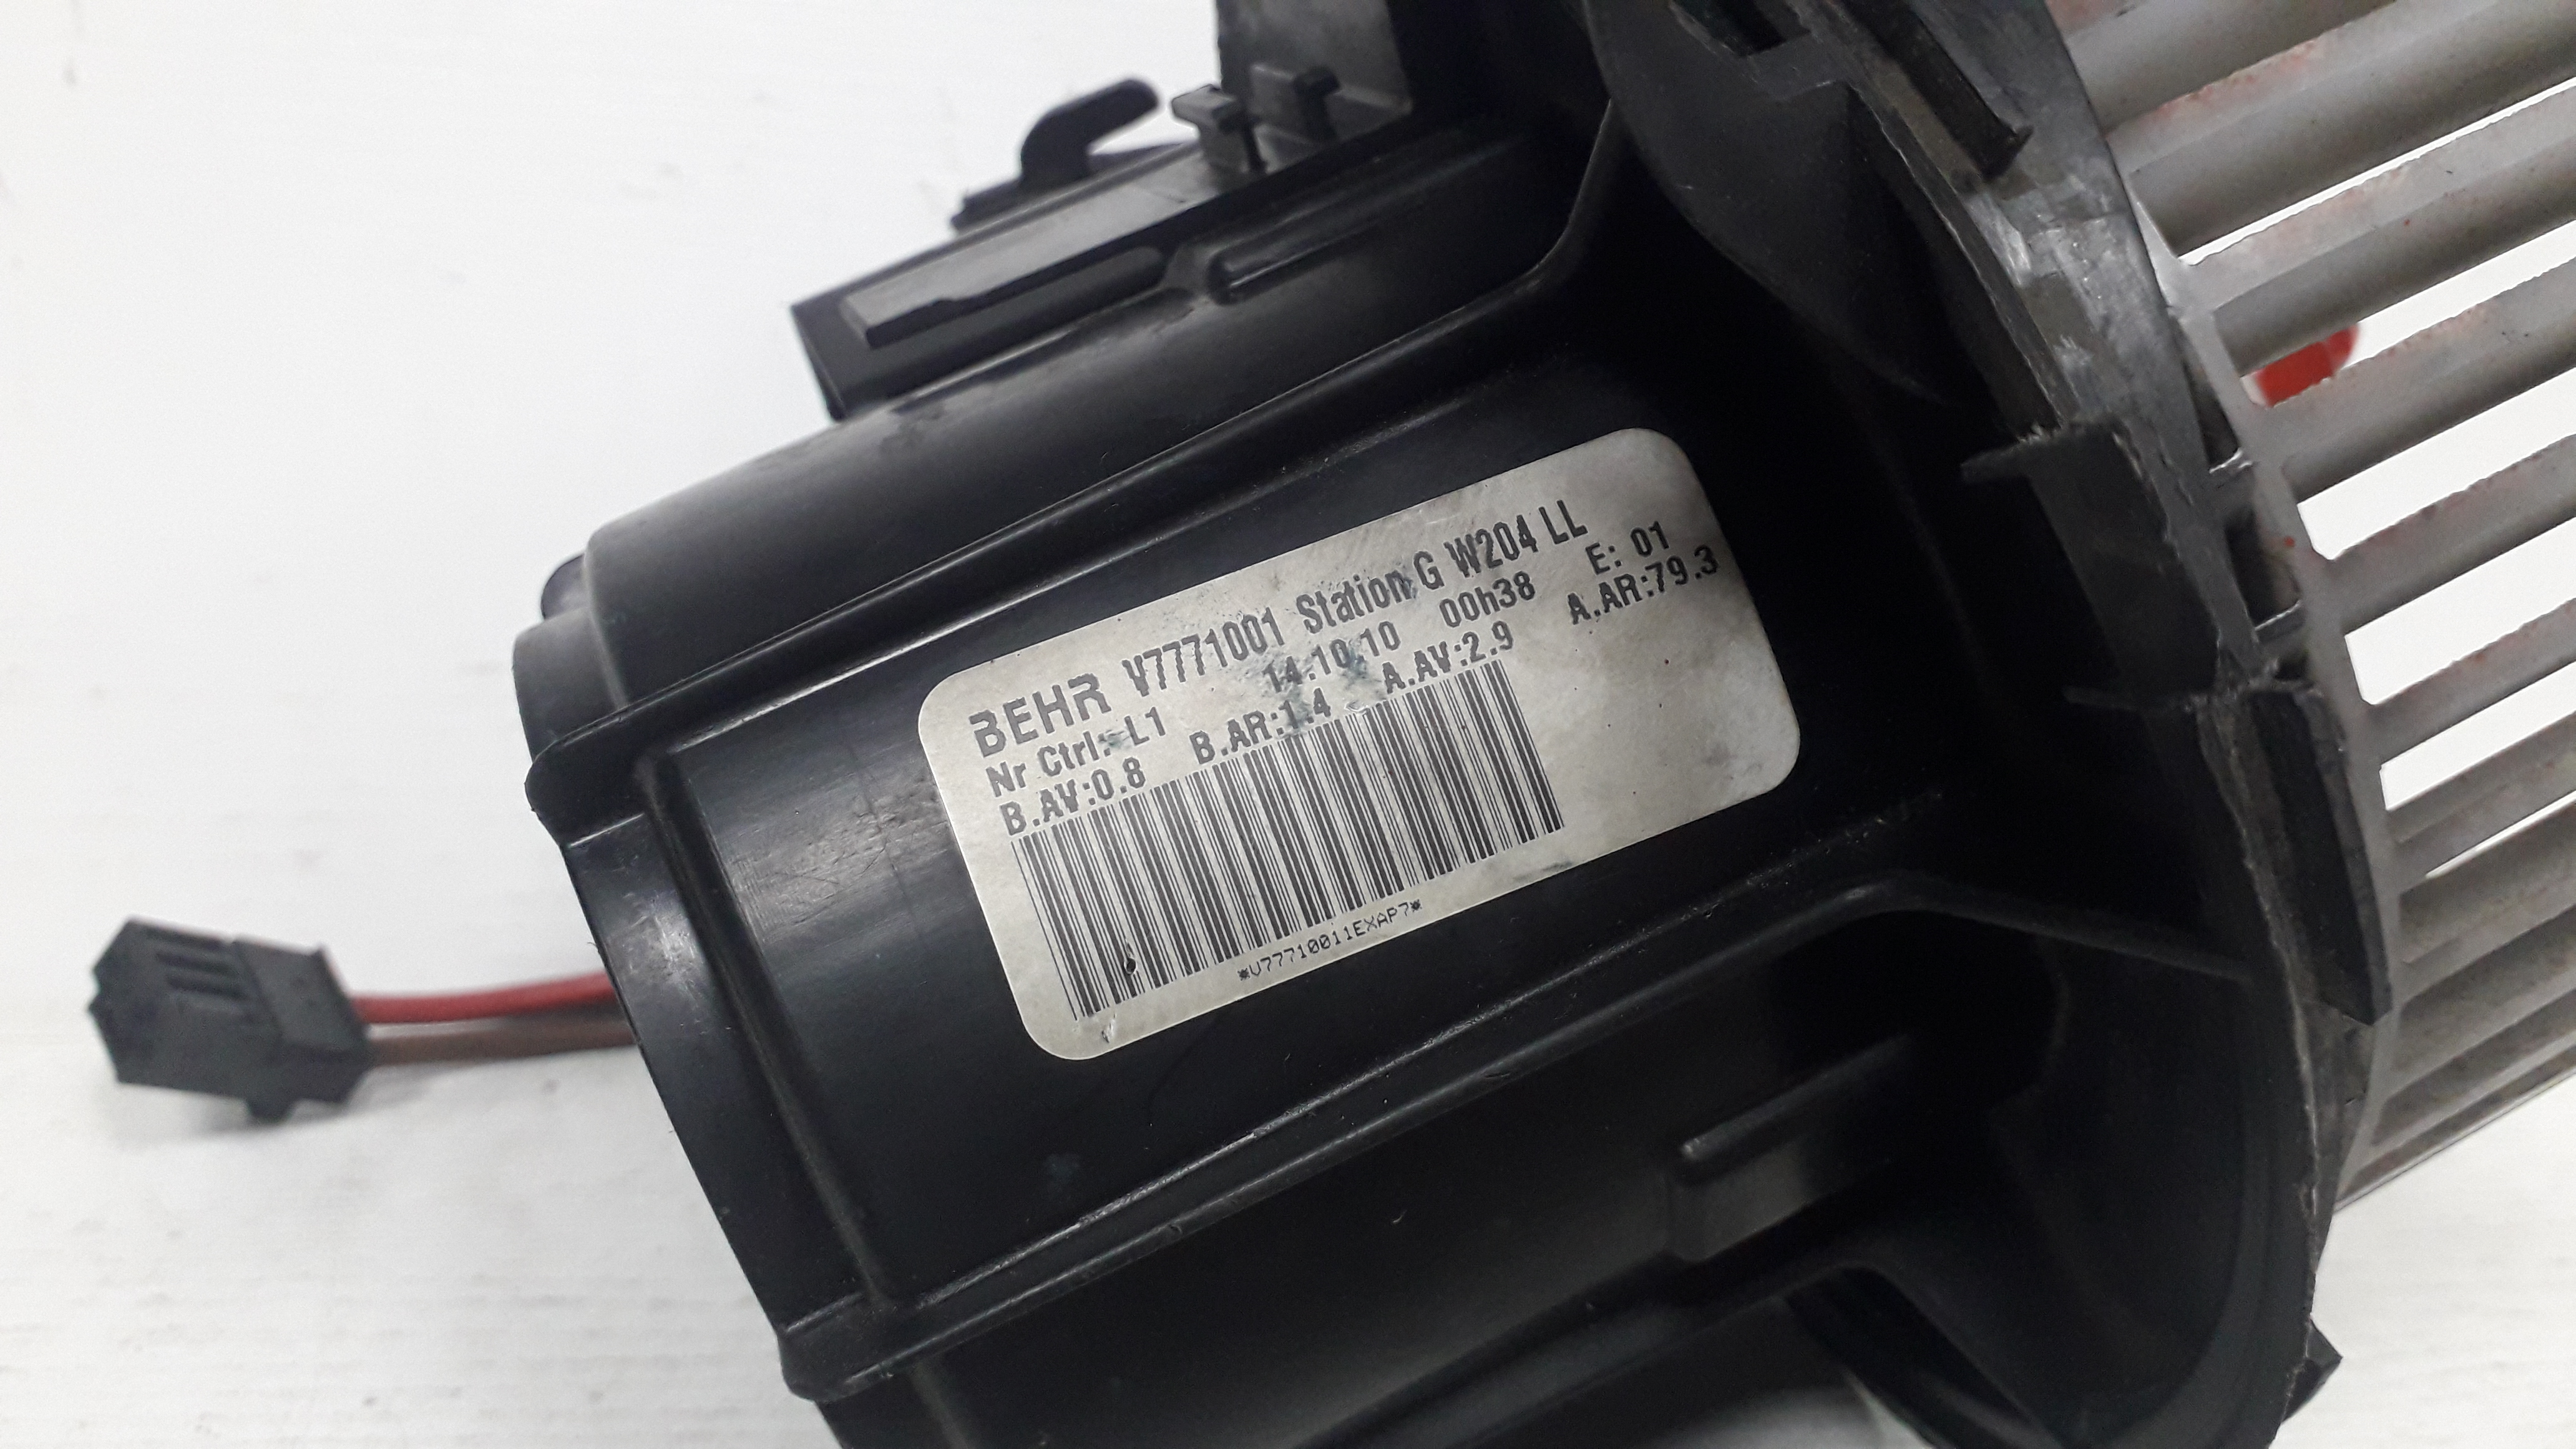 BEHR V7771001 Station G W204 LL
Nr Ctrl: L1 14.10.10 00h38 E: 01
B.AV:0.8 B.AR:1.4 A.AV:2.9 A.AR:79.3
*V77710011EXAP7*